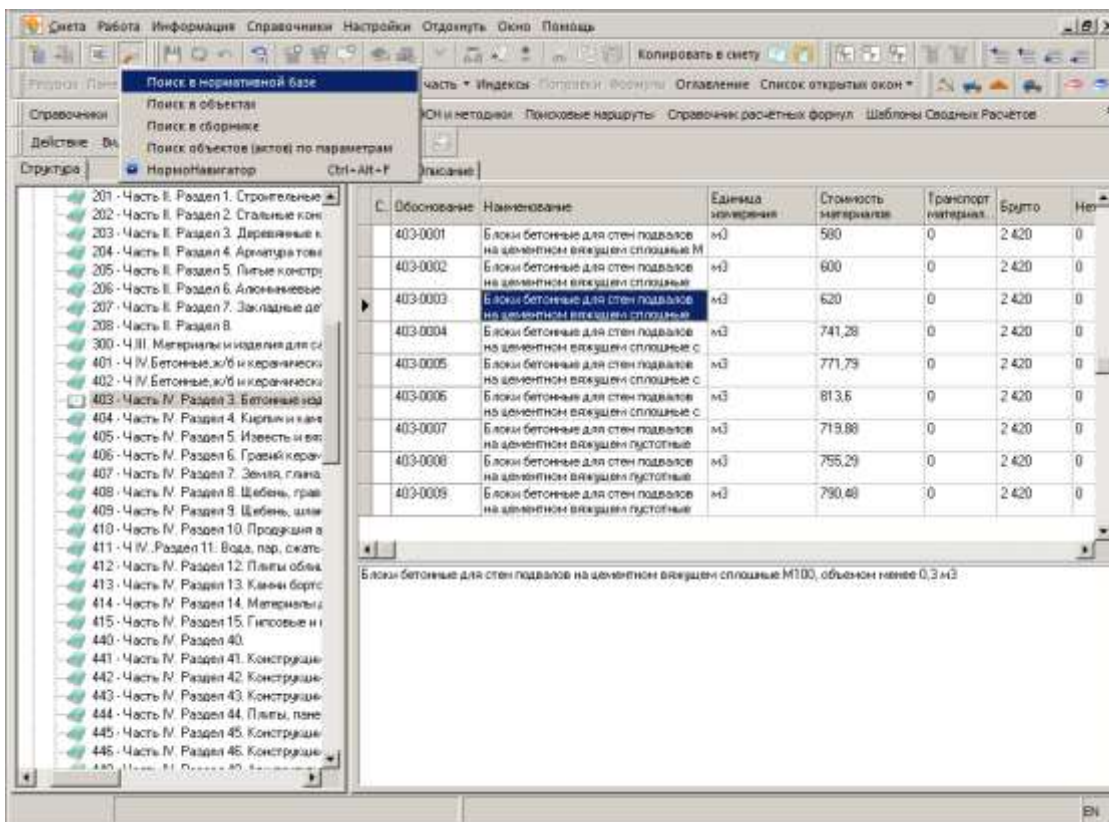 Смета Работа Информация Справочники Настройки Отдохнуть Окно Помощь
Копировать в смету
Поиск в нормативной базе
часть Индексы Оглавление Список открытых окон
Поиск в объектах
Справочники
и методики Поисковые маршруты Справочник расчётных формул Шаблоны Сводных Расчётов
Поиск в сборнике
Действие
Поиск объектов (актов) по параметрам
Структура
НормоНавигатор Ctrl-Alt-F
Описание
201 - Часть II. Раздел 1. Строительные
202 - Часть II. Раздел 2. Стальные конс
203 - Часть II. Раздел 3. Деревянные к
204 - Часть II. Раздел 4. Арматура това
205 - Часть II. Раздел 5. Литые констру
206 - Часть II. Раздел 6. Алюминиевые
207 - Часть II. Раздел 7. Закладные дет
208 - Часть II. Раздел 8.
300 - Ч.III. Материалы и изделия для са
401 - Ч IV.Бетонные,ж/б и керамически
402 - Ч IV.Бетонные,ж/б и керамически
403 - Часть IV. Раздел 3. Бетонные изд
404 - Часть IV. Раздел 4. Кирпич и каме
405 - Часть IV. Раздел 5. Известь и вяж
406 - Часть IV. Раздел 6. Гравий керам
407 - Часть IV. Раздел 7. Земля, глина,
408 - Часть IV. Раздел 8. Щебень, грав
409 - Часть IV. Раздел 9. Щебень, шлак
410 - Часть IV. Раздел 10. Продукция а
411 - Ч IV..Раздел 11. Вода, пар, сжать
412 - Часть IV. Раздел 12. Плиты обли
413 - Часть IV. Раздел 13. Камни борто
414 - Часть IV. Раздел 14. Материалы д
415 - Часть IV. Раздел 15. Гипсовые и
440 - Часть IV. Раздел 40.
441 - Часть IV. Раздел 41. Конструкци
442 - Часть IV. Раздел 42. Конструкци
443 - Часть IV. Раздел 43. Конструкци
444 - Часть IV. Раздел 44. Плиты, пане
445 - Часть IV. Раздел 45. Конструкци
446 - Часть IV. Раздел 46. Конструкци
С. Обоснование Наименование Единица измерения Стоимость материалов Транспорт материал... Брутто
403-0001 Блоки бетонные для стен подвалов м3 580 0 2 420 0
на цементном вяжущем сплошные М
403-0002 Блоки бетонные для стен подвалов м3 600 0 2 420 0
на цементном вяжущем сплошные
403-0003 Блоки бетонные для стен подвалов м3 620 0 2 420 0
на цементном вяжущем сплошные
403-0004 Блоки бетонные для стен подвалов м3 741,28 0 2 420 0
на цементном вяжущем сплошные с
403-0005 Блоки бетонные для стен подвалов м3 771,79 0 2 420 0
на цементном вяжущем сплошные с
403-0006 Блоки бетонные для стен подвалов м3 813,6 0 2 420 0
на цементном вяжущем сплошные с
403-0007 Блоки бетонные для стен подвалов м3 719,88 0 2 420 0
на цементном вяжущем пустотные
403-0008 Блоки бетонные для стен подвалов м3 755,29 0 2 420 0
на цементном вяжущем пустотные
403-0009 Блоки бетонные для стен подвалов м3 790,48 0 2 420 0
на цементном вяжущем пустотные
Блоки бетонные для стен подвалов на цементном вяжущем сплошные М100, объемом менее 0,3 м3
EN